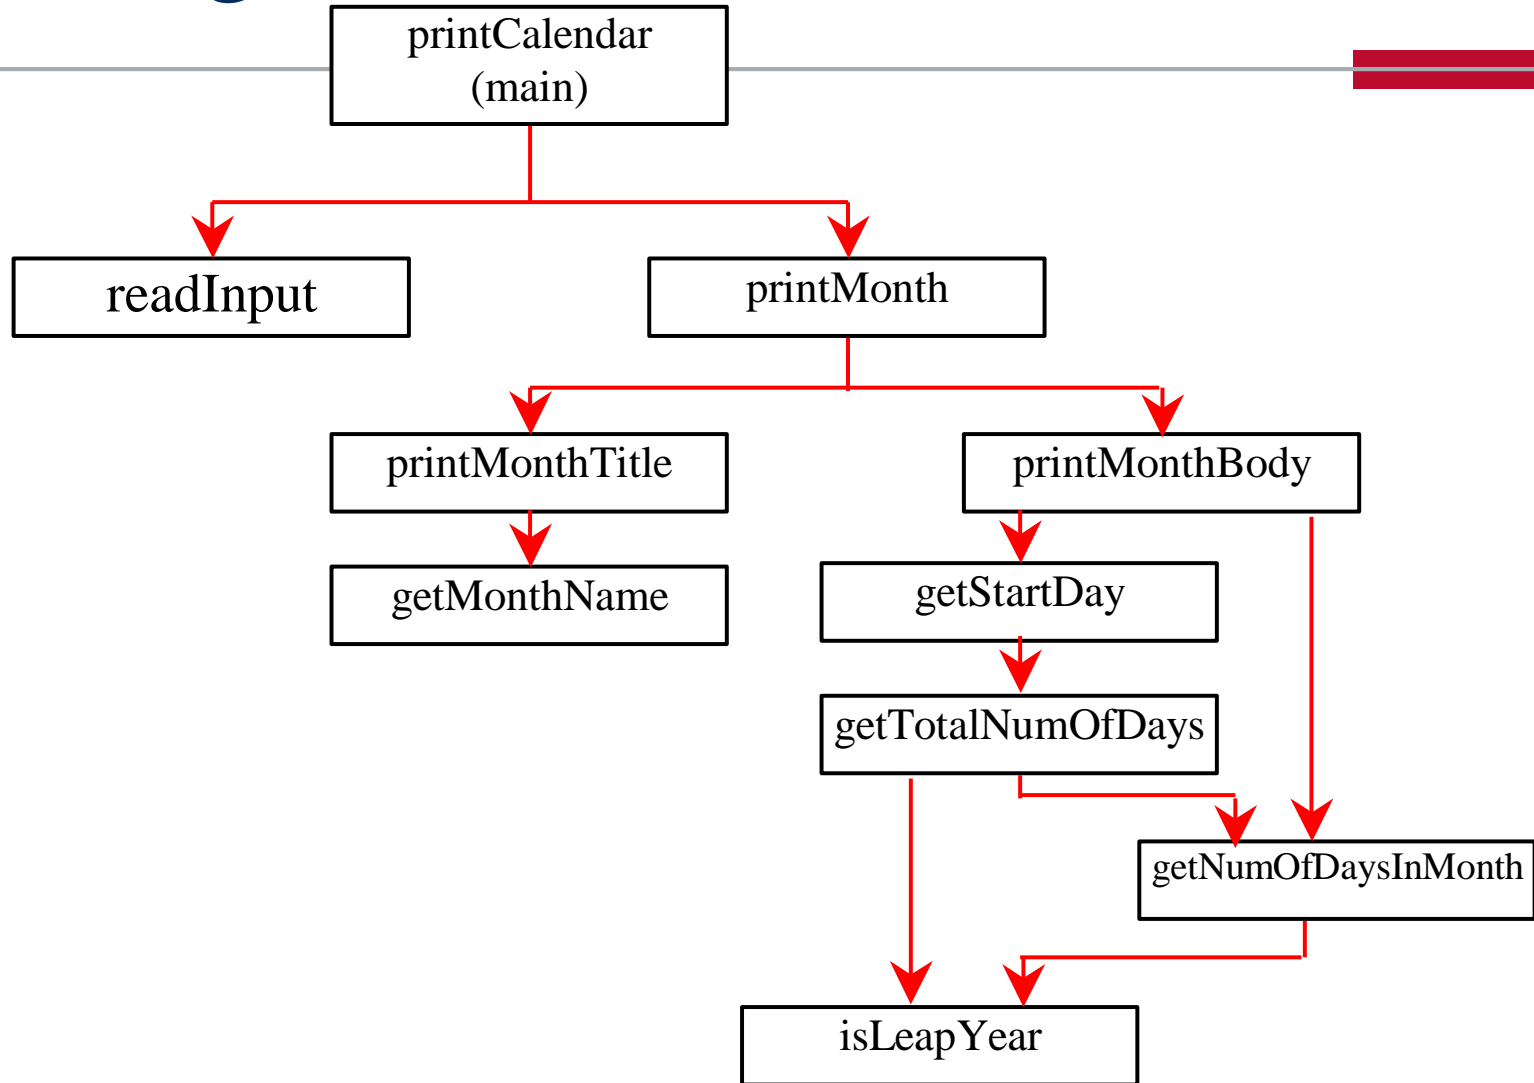 printCalendar
(main)
readInput
printMonth
printMonthTitle
printMonthBody
getMonthName
getStartDay
getTotalNumOfDays
getNumOfDaysInMonth
isLeapYear